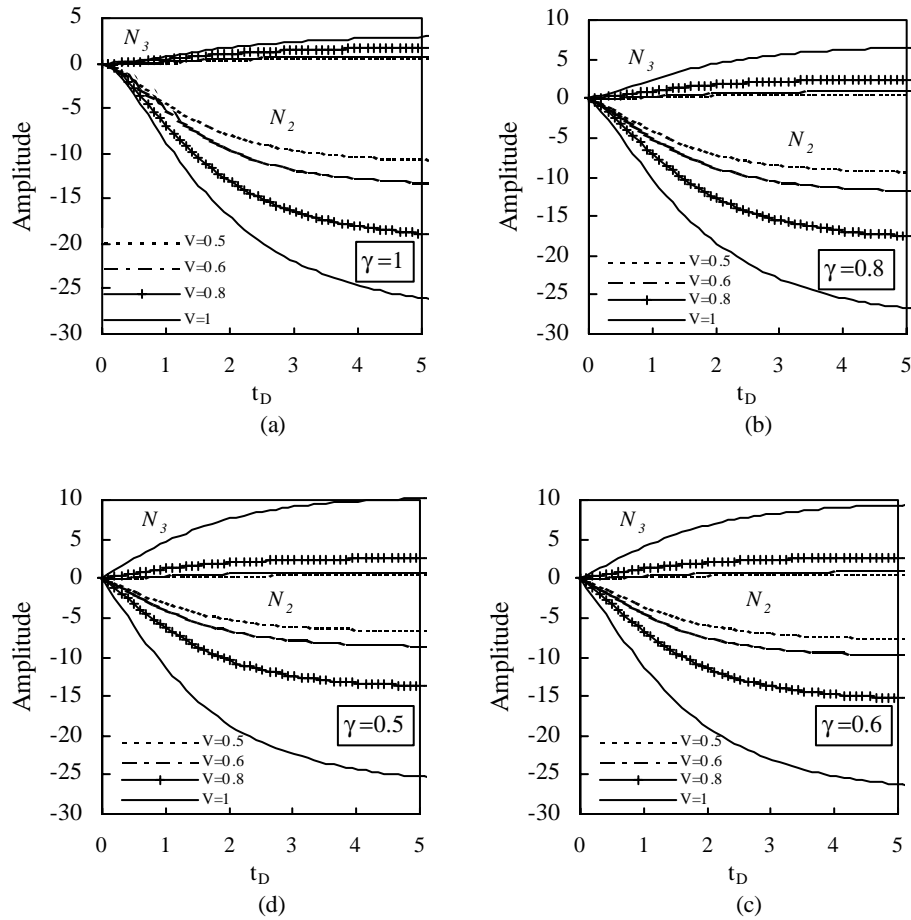 5
0
-5
-10
-15
-20
-25
-30
Amplitude
N3
N2
V=0.5
V=0.6
V=0.8
V=1
γ=1
0 1 2 3 4 5
tD
(a)
10
5
0
-5
-10
-15
-20
-25
-30
Amplitude
N3
N2
V=0.5
V=0.6
V=0.8
V=1
γ=0.8
0 1 2 3 4 5
tD
(b)
10
5
0
-5
-10
-15
-20
-25
-30
Amplitude
N3
N2
V=0.5
V=0.6
V=0.8
V=1
γ=0.5
0 1 2 3 4 5
tD
(d)
10
5
0
-5
-10
-15
-20
-25
-30
Amplitude
N3
N2
V=0.5
V=0.6
V=0.8
V=1
γ=0.6
0 1 2 3 4 5
tD
(c)